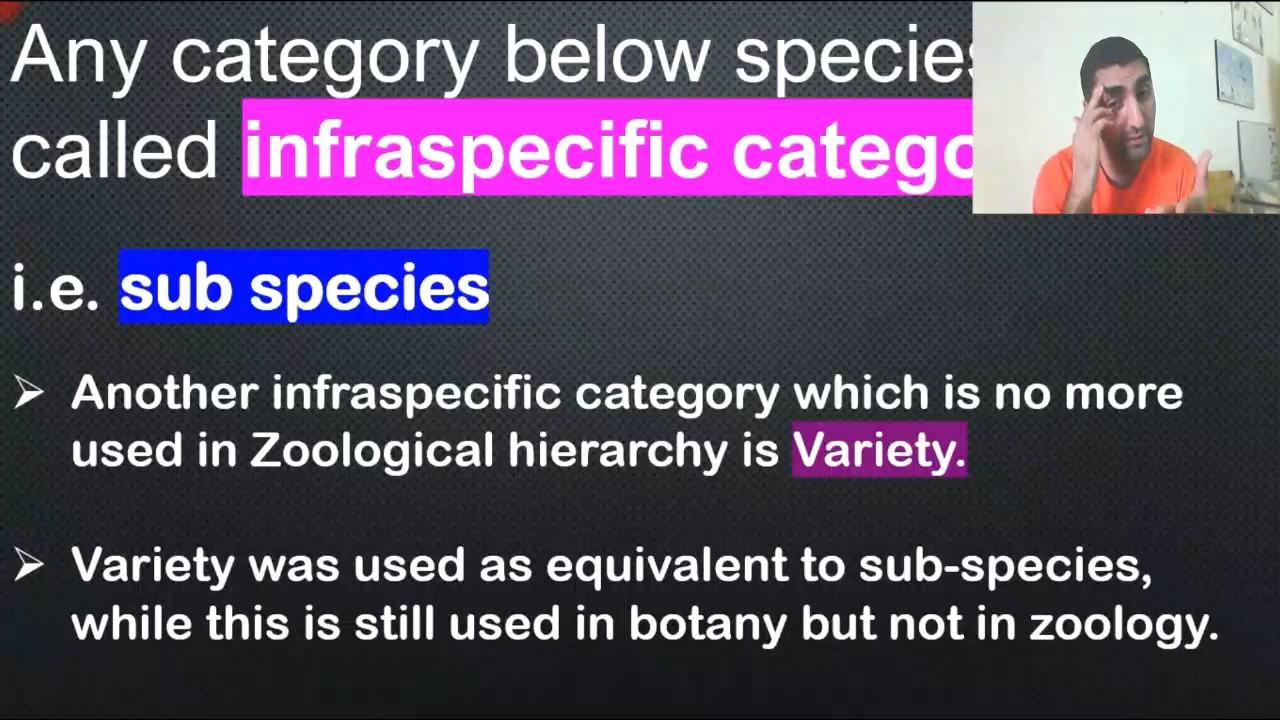 Any category below species
called infraspecific catego
i.e. sub species
➢ Another infraspecific category which is no more
used in Zoological hierarchy is Variety.
➢ Variety was used as equivalent to sub-species,
while this is still used in botany but not in zoology.